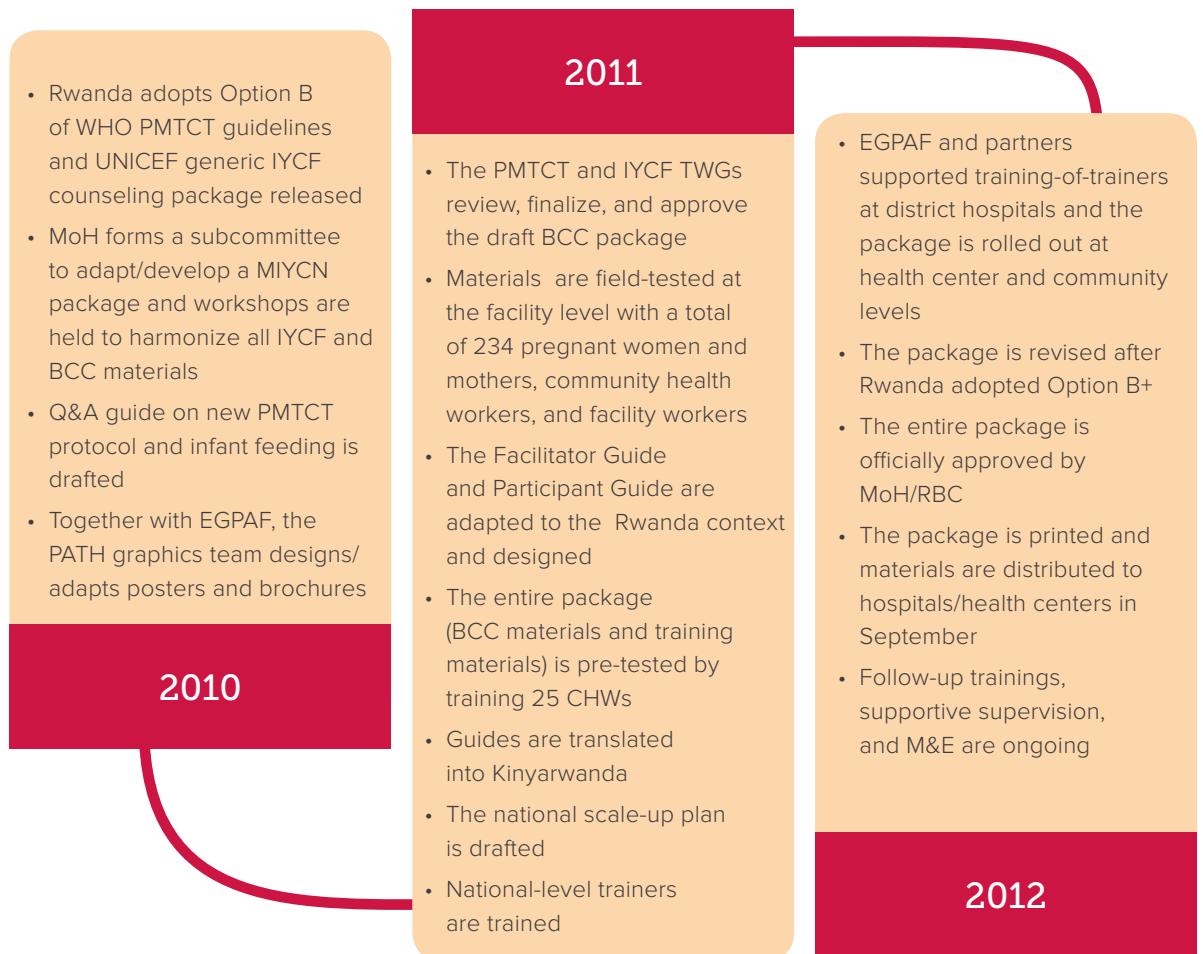 • Rwanda adopts Option B
of WHO PMTCT guidelines
and UNICEF generic IYCF
counseling package released
• MoH forms a subcommittee
to adapt/develop a MIYCN
package and workshops are
held to harmonize all IYCF and
BCC materials
• Q&A guide on new PMTCT
protocol and infant feeding is
drafted
• Together with EGPAF, the
PATH graphics team designs/
adapts posters and brochures
2010
2011
• The PMTCT and IYCF TWGs
review, finalize, and approve
the draft BCC package
• Materials are field-tested at
the facility level with a total
of 234 pregnant women and
mothers, community health
workers, and facility workers
• The Facilitator Guide
and Participant Guide are
adapted to the Rwanda context
and designed
• The entire package
(BCC materials and training
materials) is pre-tested by
training 25 CHWs
• Guides are translated
into Kinyarwanda
• The national scale-up plan
is drafted
• National-level trainers
are trained
• EGPAF and partners
supported training-of-trainers
at district hospitals and the
package is rolled out at
health center and community
levels
• The package is revised after
Rwanda adopted Option B+
• The entire package is
officially approved by
MoH/RBC
• The package is printed and
materials are distributed to
hospitals/health centers in
September
• Follow-up trainings,
supportive supervision,
and M&E are ongoing
2012